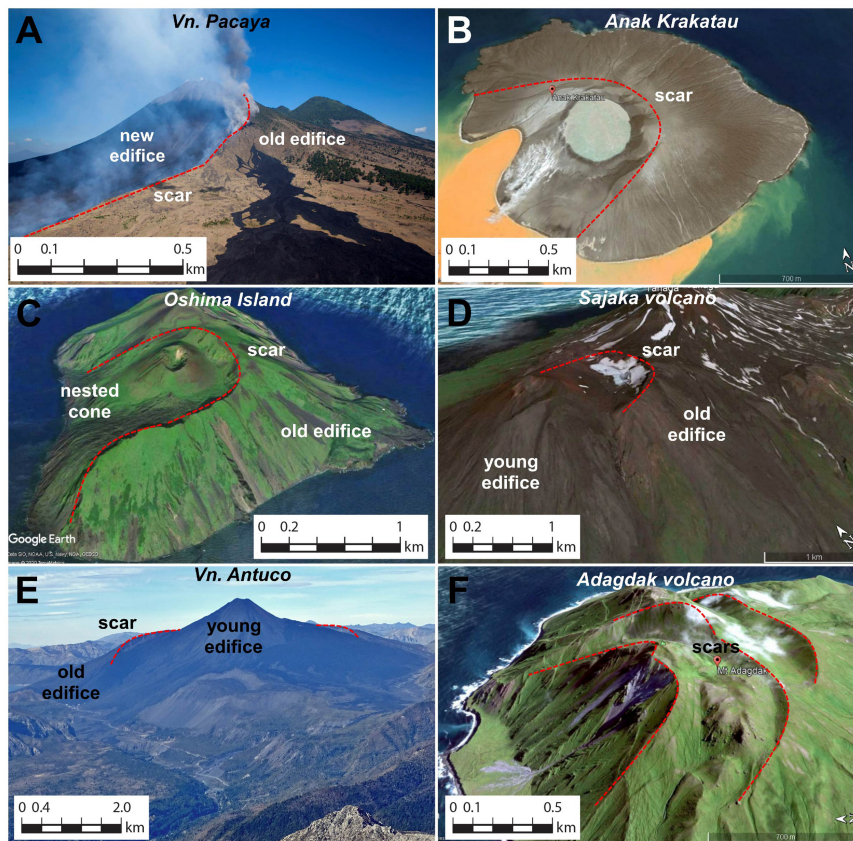 A
Vn. Pacaya
new
edifice
old edifice
scar
0 0.1 0.5
km
B
Anak Krakatau
scar
Anak Krakatau
0 0.1 0.5
km
700 m
N
C
Oshima Island
scar
nested
cone
old edifice
Google Earth
0 0.2 1
km
D
Sajaka volcano
scar
old
edifice
young
edifice
0 0.2 1
km
1 km
N
E
Vn. Antuco
scar
young
edifice
old
edifice
0 0.4 2.0
km
F
Adagdak volcano
scars
Mt Adagdak
0 0.1 0.5
km
700 m
N